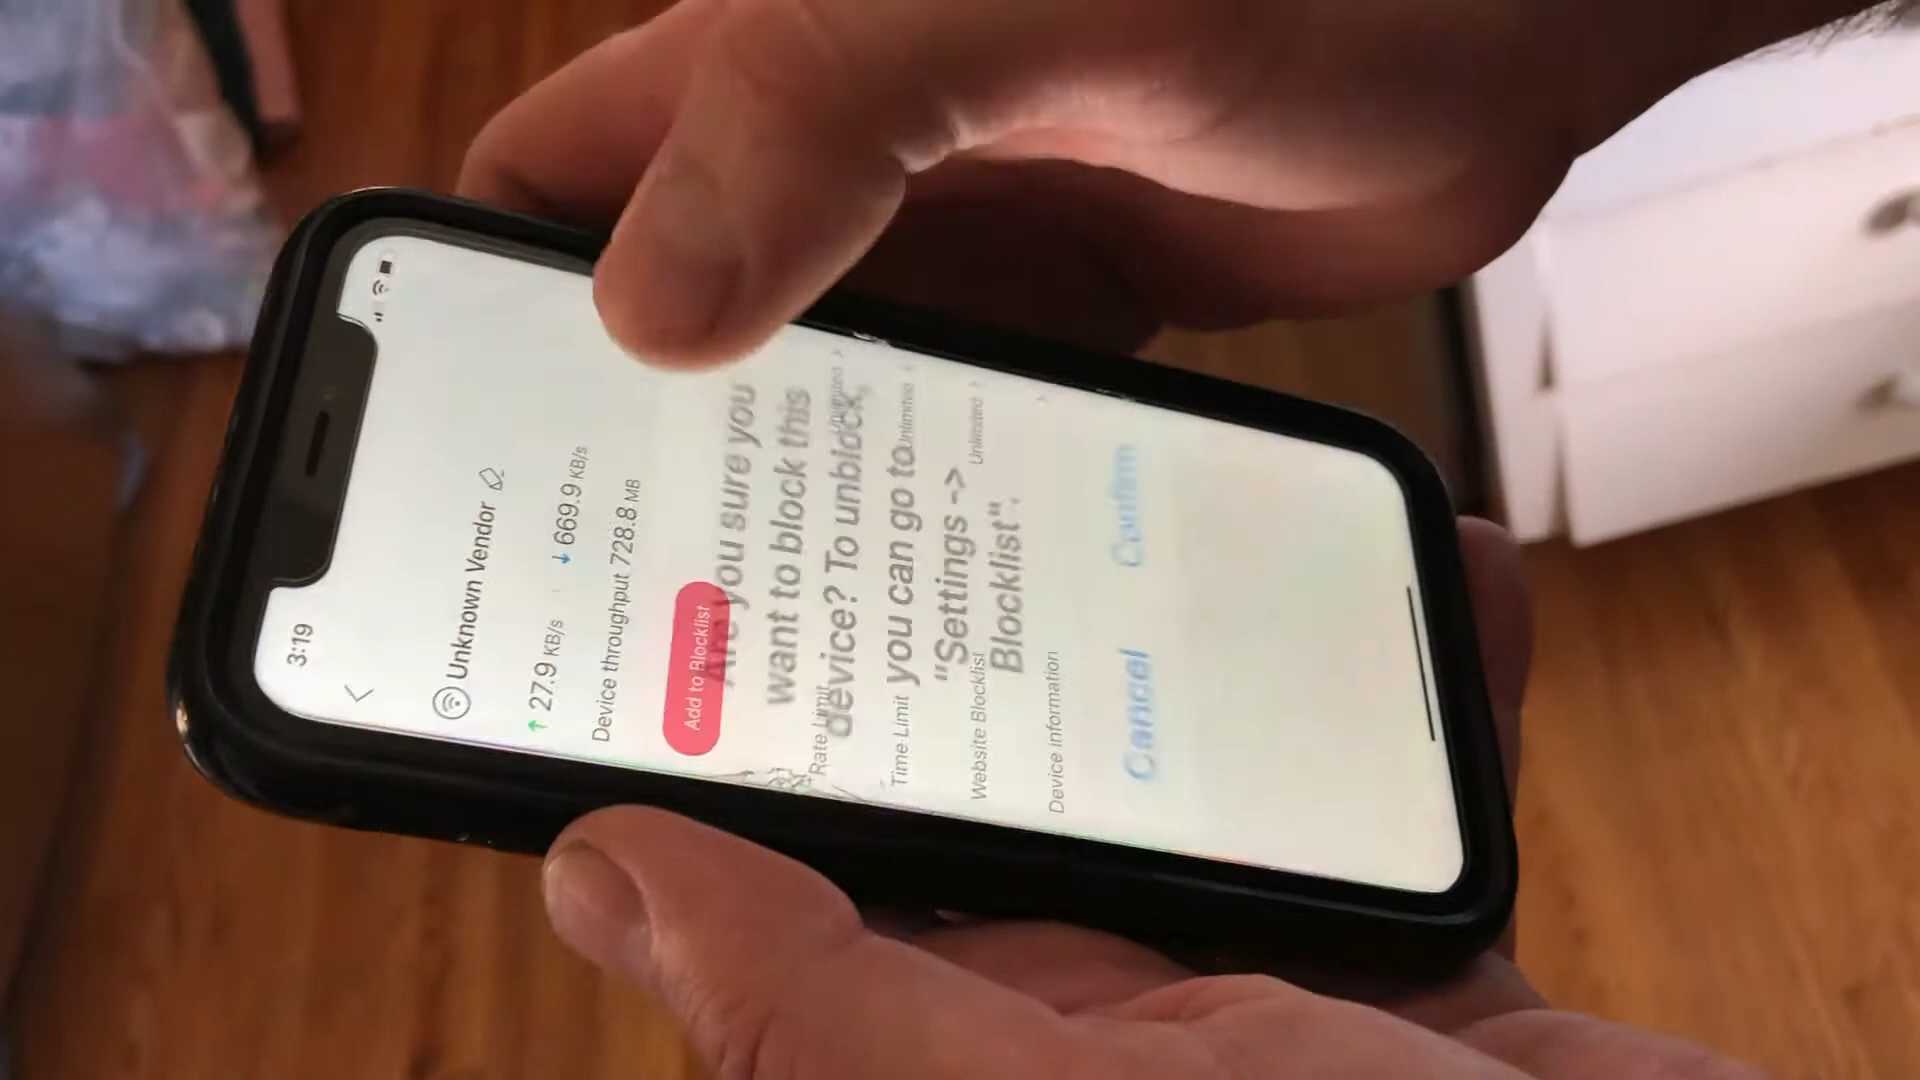 3:19
Unknown Vendor
27.9 KB/s
669.9 KB/s
Device throughput 728.8 MB
Add to Blocklist
Are you sure you
want to block this
device? To unblock,
you can go to
"Settings ->
Blocklist".
Rate Limit
Unlimited
Time Limit
Unlimited
Website Blocklist
Unlimited
Device information
Cancel
Confirm